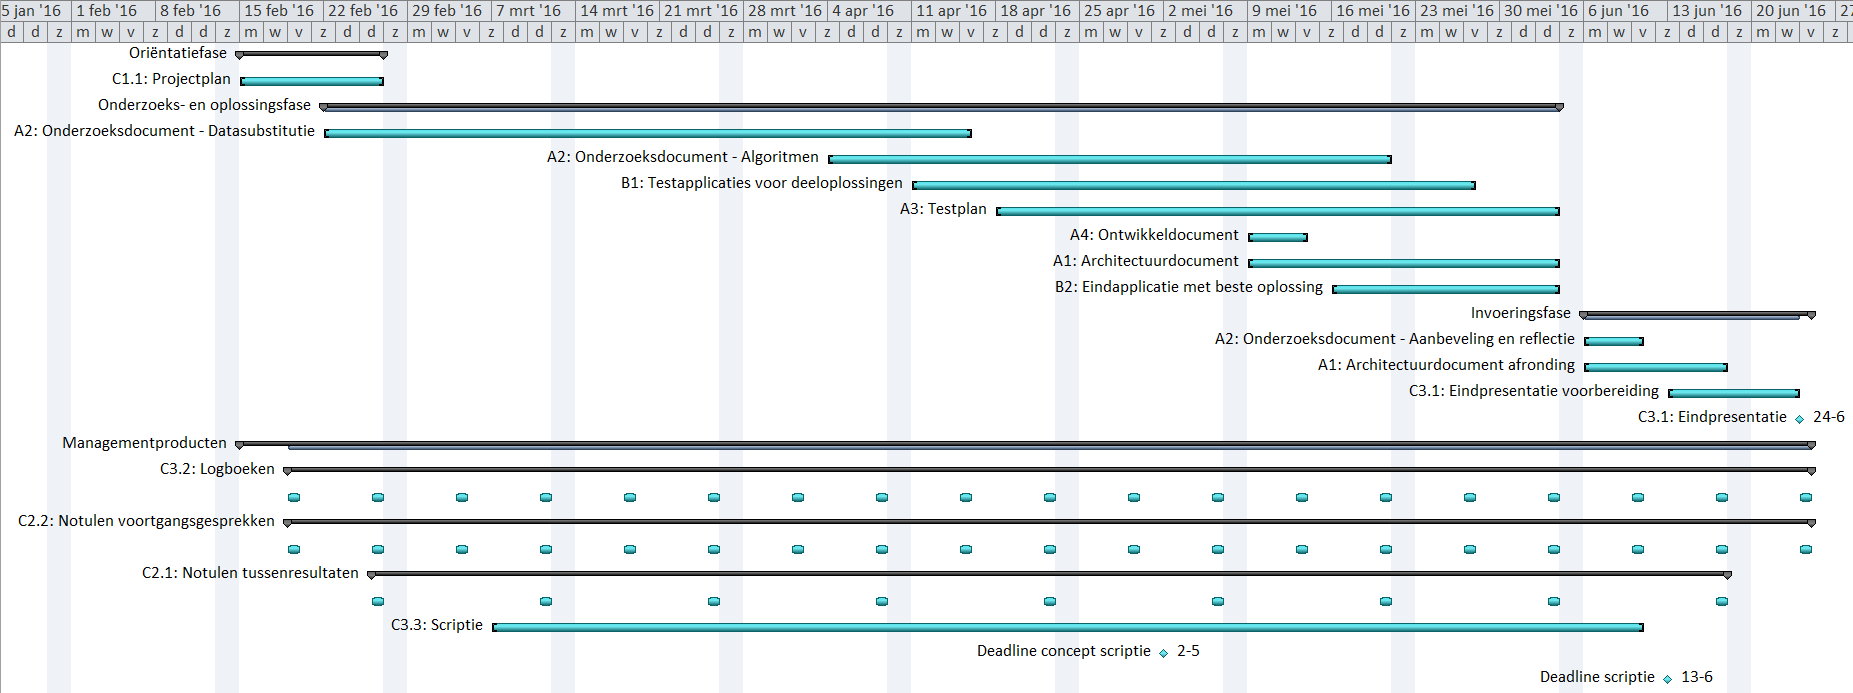 5 jan '16 1 feb '16 8 feb '16 15 feb '16 22 feb '16 29 feb '16 7 mrt '16 14 mrt '16 21 mrt '16 28 mrt '16 4 apr '16 11 apr '16 18 apr '16 25 apr '16 2 mei '16 9 mei '16 16 mei '16 23 mei '16 30 mei '16 6 jun '16 13 jun '16 20 jun '16 27
d d z m w v z d d z m w v z d d z m w v z d d z m w v z d d z m w v z d d z m w v z d d z m w v z d d z m w v z d d z m w v z d d z m w v z d d z m w v z
Oriëntatiefase
C1.1: Projectplan
Onderzoeks- en oplossingsfase
A2: Onderzoeksdocument - Datasubstitutie
A2: Onderzoeksdocument - Algoritmen
B1: Testapplicaties voor deeloplossingen
A3: Testplan
A4: Ontwikkeldocument
A1: Architectuurdocument
B2: Eindapplicatie met beste oplossing
Invoeringsfase
A2: Onderzoeksdocument - Aanbeveling en reflectie
A1: Architectuurdocument afronding
C3.1: Eindpresentatie voorbereiding
C3.1: Eindpresentatie 24-6
Managementproducten
C3.2: Logboeken
C2.2: Notulen voortgangsgesprekken
C2.1: Notulen tussenresultaten
C3.3: Scriptie
Deadline concept scriptie 2-5
Deadline scriptie 13-6